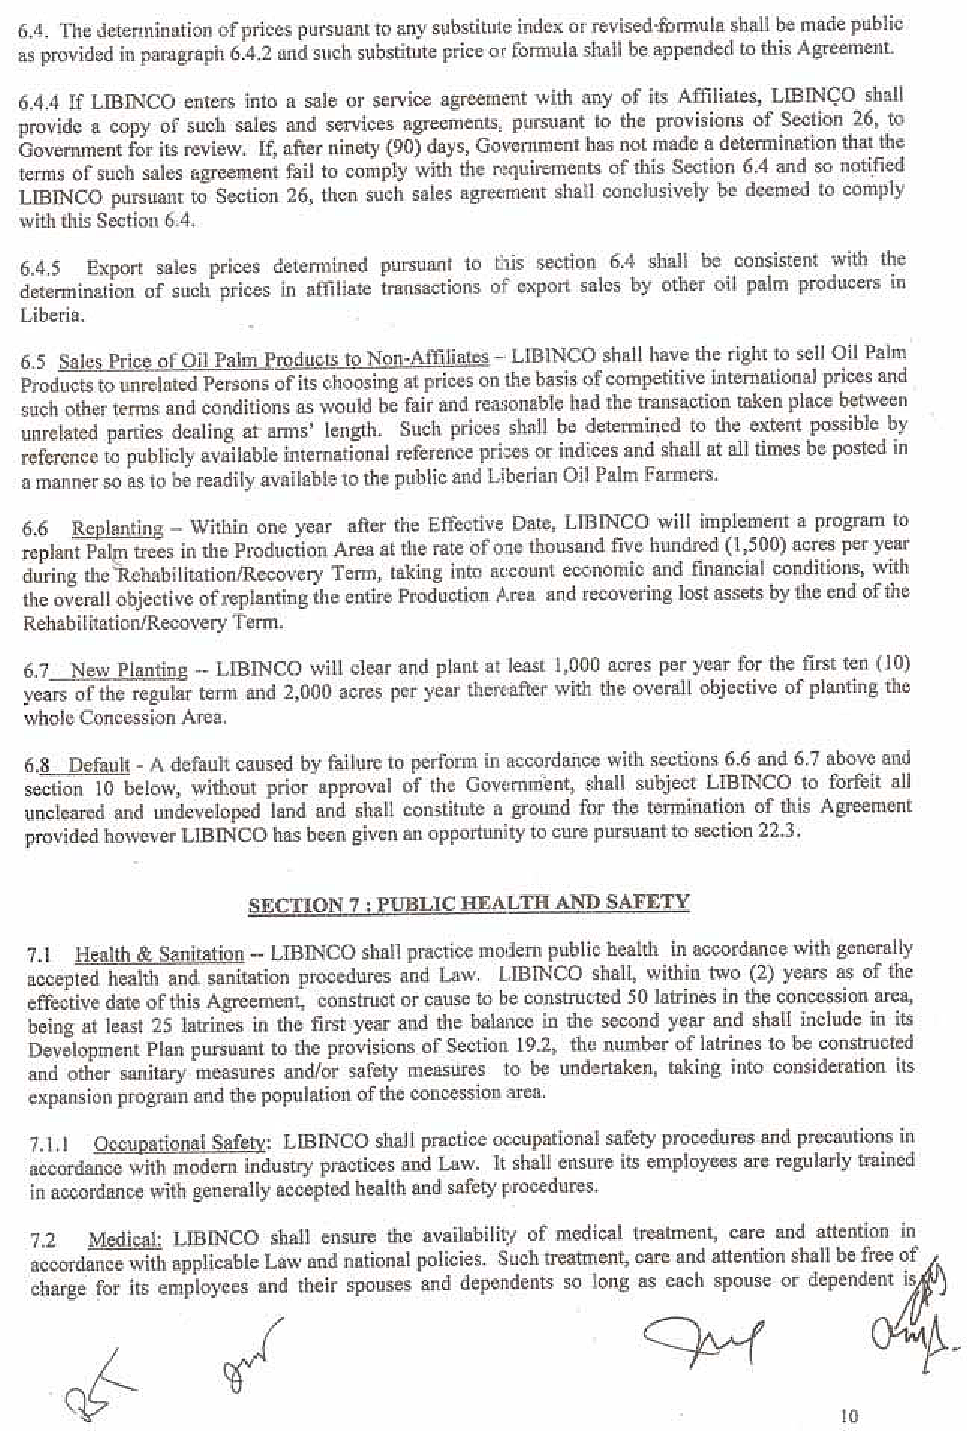 6.4. The determination of prices pursuant to any substitute index or revised-formula shall be made public
as provided in paragraph 6.4.2 and such substitute price or formula shall be appended to this Agreement.
6.4.4 If LIBINCO enters into a sale or service agreement with any of its Affiliates, LIBINCO shall
provide a copy of such sales and services agreements, pursuant to the provisions of Section 26, to
Government for its review. If, after ninety (90) days, Government has not made a determination that the
terms of such sales agreement fail to comply with the requirements of this Section 6.4 and so notified
LIBINCO pursuant to Section 26, then such sales agreement shall conclusively be deemed to comply
with this Section 6.4.
6.4.5 Export sales prices determined pursuant to this section 6.4 shall be consistent with the
determination of such prices in affiliate transactions of export sales by other oil palm producers in
Liberia.
6.5 Sales Price of Oil Palm Products to Non-Affiliates – LIBINCO shall have the right to sell Oil Palm
Products to unrelated Persons of its choosing at prices on the basis of competitive international prices and
such other terms and conditions as would be fair and reasonable had the transaction taken place between
unrelated parties dealing at arms' length. Such prices shall be determined to the extent possible by
reference to publicly available international reference prices or indices and shall at all times be posted in
a manner so as to be readily available to the public and Liberian Oil Palm Farmers.
6.6 Replanting – Within one year after the Effective Date, LIBINCO will implement a program to
replant Palm trees in the Production Area at the rate of one thousand five hundred (1,500) acres per year
during the Rehabilitation/Recovery Term, taking into account economic and financial conditions, with
the overall objective of replanting the entire Production Area and recovering lost assets by the end of the
Rehabilitation/Recovery Term.
6.7 New Planting -- LIBINCO will clear and plant at least 1,000 acres per year for the first ten (10)
years of the regular term and 2,000 acres per year thereafter with the overall objective of planting the
whole Concession Area.
6.8 Default - A default caused by failure to perform in accordance with sections 6.6 and 6.7 above and
section 10 below, without prior approval of the Government, shall subject LIBINCO to forfeit all
uncleared and undeveloped land and shall constitute a ground for the termination of this Agreement
provided however LIBINCO has been given an opportunity to cure pursuant to section 22.3.
SECTION 7 : PUBLIC HEALTH AND SAFETY
7.1 Health & Sanitation -- LIBINCO shall practice modern public health in accordance with generally
accepted health and sanitation procedures and Law. LIBINCO shall, within two (2) years as of the
effective date of this Agreement, construct or cause to be constructed 50 latrines in the concession area,
being at least 25 latrines in the first year and the balance in the second year and shall include in its
Development Plan pursuant to the provisions of Section 19.2, the number of latrines to be constructed
and other sanitary measures and/or safety measures to be undertaken, taking into consideration its
expansion program and the population of the concession area.
7.1.1 Occupational Safety: LIBINCO shall practice occupational safety procedures and precautions in
accordance with modern industry practices and Law. It shall ensure its employees are regularly trained
in accordance with generally accepted health and safety procedures.
7.2 Medical: LIBINCO shall ensure the availability of medical treatment, care and attention in
accordance with applicable Law and national policies. Such treatment, care and attention shall be free of
charge for its employees and their spouses and dependents so long as each spouse or dependent is
10